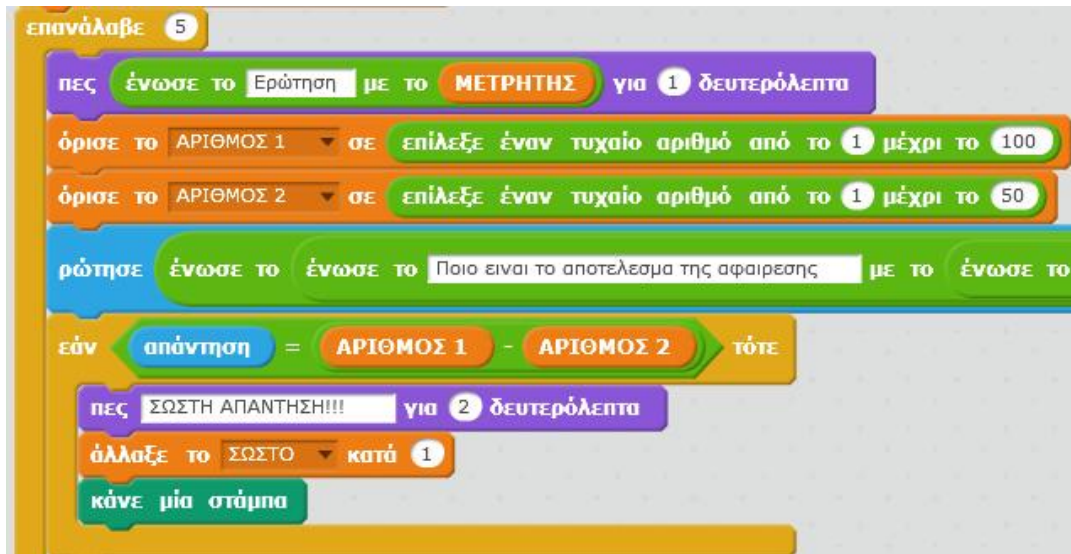 επανάλαβε 5
πες ένωσε το Ερώτηση με το ΜΕΤΡΗΤΗΣ για 1 δευτερόλεπτα
όρισε το ΑΡΙΘΜΟΣ 1 σε επίλεξε έναν τυχαίο αριθμό από το 1 μέχρι το 100
όρισε το ΑΡΙΘΜΟΣ 2 σε επίλεξε έναν τυχαίο αριθμό από το 1 μέχρι το 50
ρώτησε ένωσε το ένωσε το Ποιο ειναι το αποτελεσμα της αφαιρεσης με το ένωσε το
εάν απάντηση = ΑΡΙΘΜΟΣ 1 - ΑΡΙΘΜΟΣ 2 τότε
πες ΣΩΣΤΗ ΑΠΑΝΤΗΣΗ!!! για 2 δευτερόλεπτα
άλλαξε το ΣΩΣΤΟ κατά 1
κάνε μία στάμπα